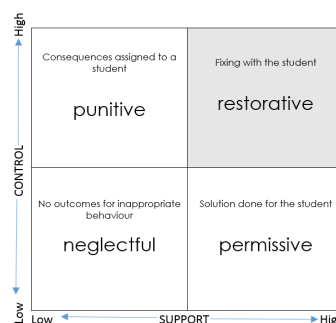 High
Consequences assigned to a
student
punitive
Fixing with the student
restorative
CONTROL
No outcomes for inappropriate
behaviour
neglectful
Solution done for the student
permissive
Low
Low
SUPPORT
Hig